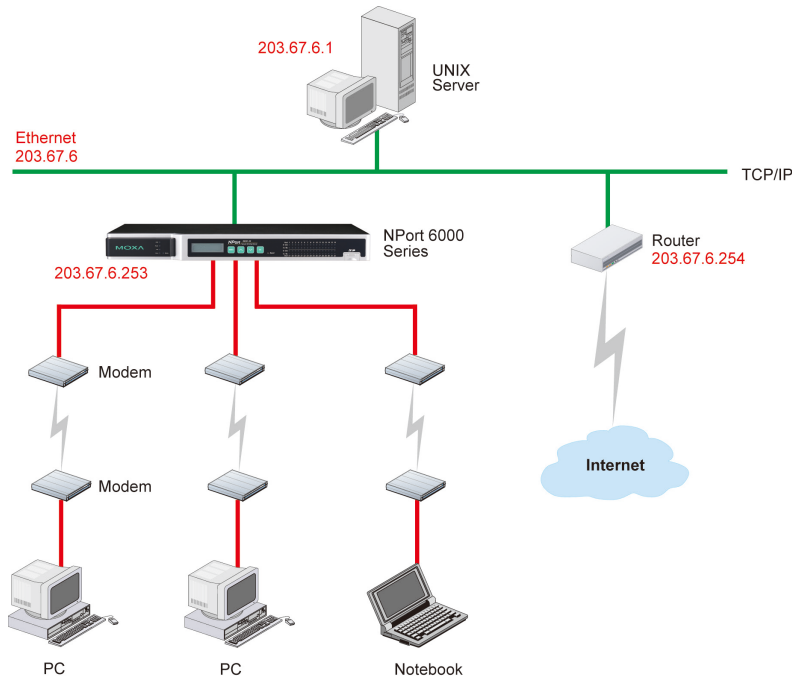 203.67.6.1
UNIX
Server
Ethernet
203.67.6
TCP/IP
MOXA
NPort
NPort 6000
Series
203.67.6.253
Router
203.67.6.254
Modem
Internet
Modem
PC
PC
Notebook